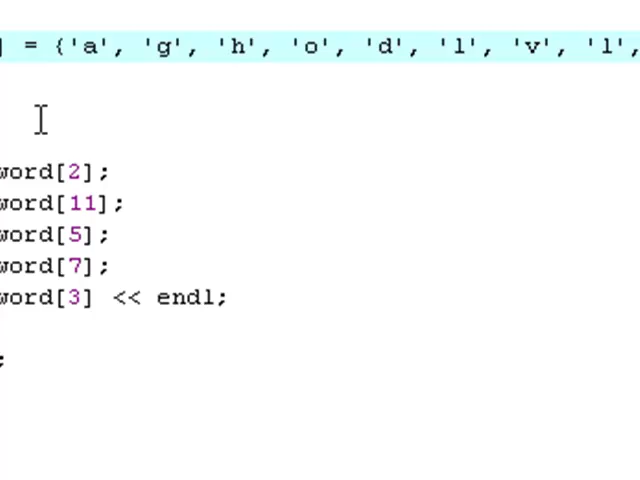 ] = {'a', 'g', 'h', 'o', 'd', 'l', 'v', 'l',
word[2];
word[11];
word[5];
word[7];
word[3] << endl;
;